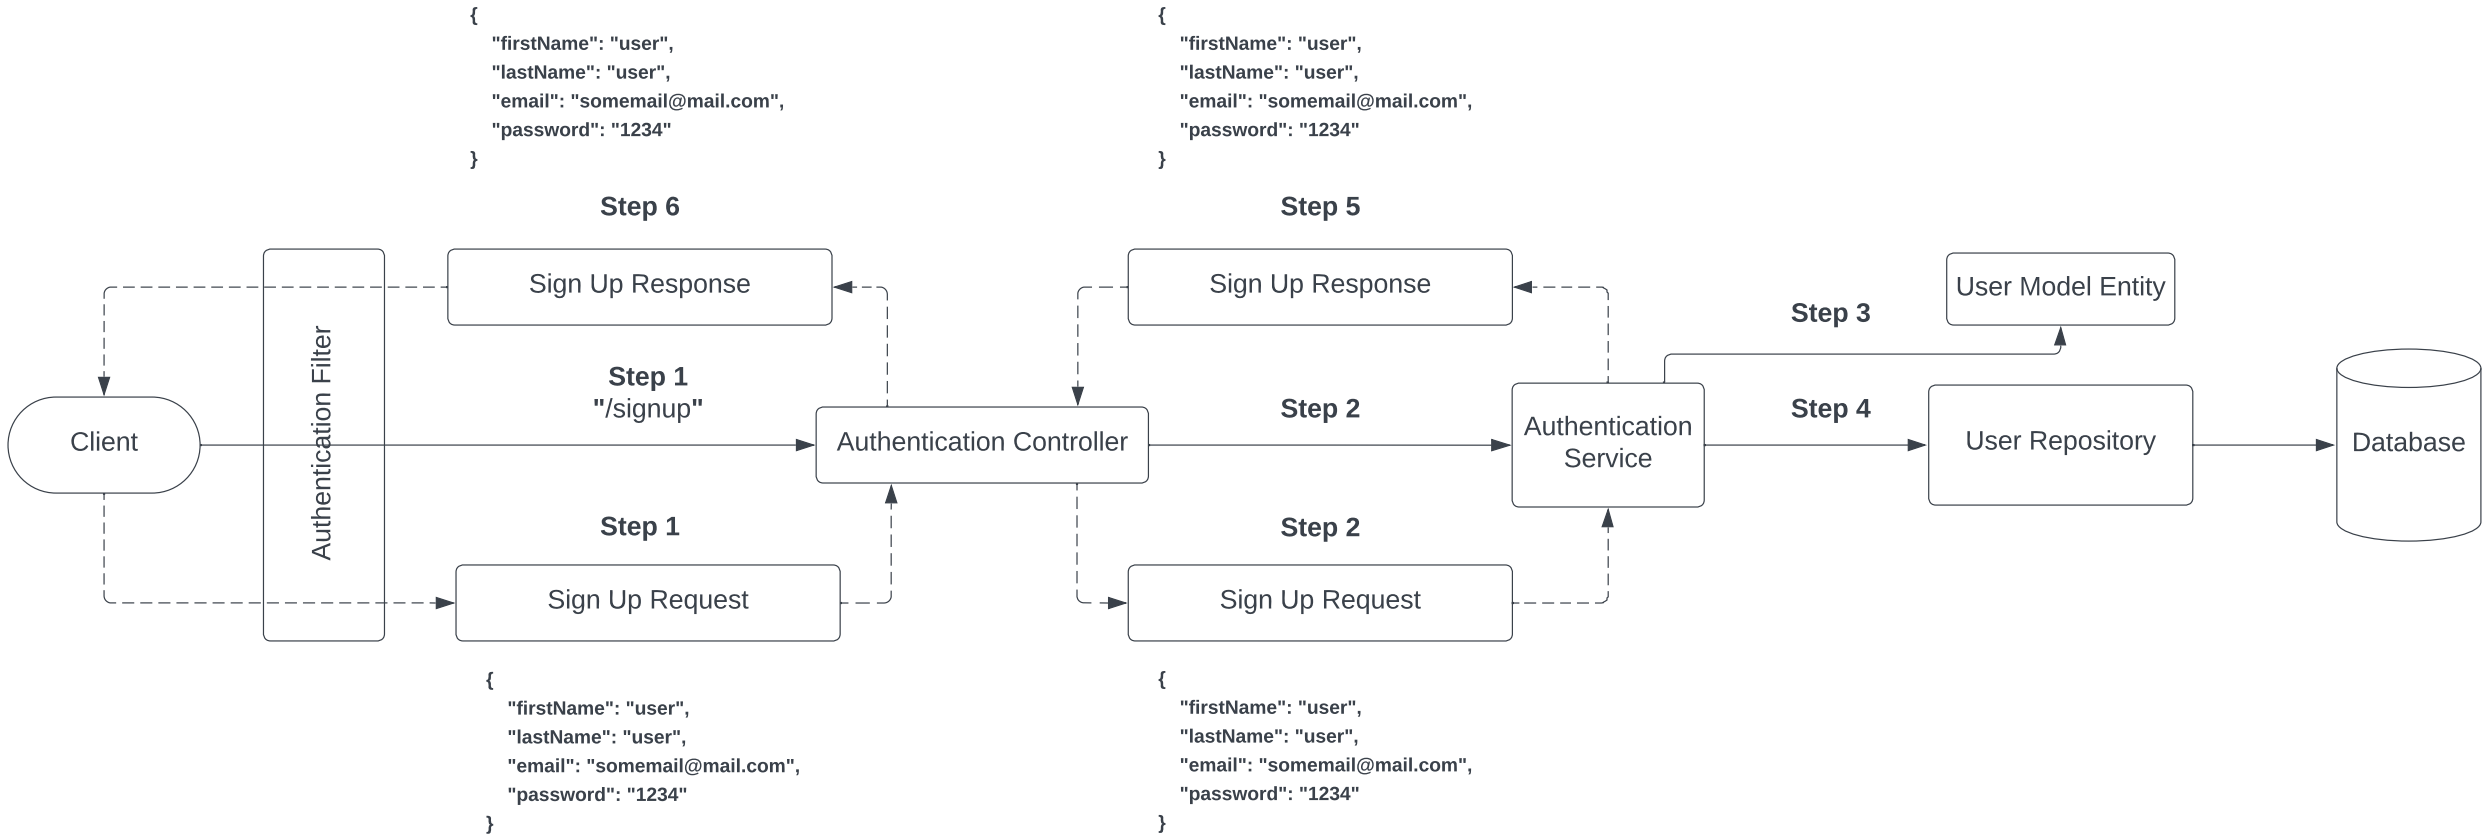 {
"firstName": "user",
"lastName": "user",
"email": "somemail@mail.com",
"password": "1234"
}
{
"firstName": "user",
"lastName": "user",
"email": "somemail@mail.com",
"password": "1234"
}
Step 6
Step 5
Sign Up Response
Sign Up Response
User Model Entity
Step 3
Authentication Filter
Step 1
"/signup"
Step 2
Step 4
Client
Authentication Controller
Authentication
Service
User Repository
Database
Step 1
Step 2
Sign Up Request
Sign Up Request
{
"firstName": "user",
"lastName": "user",
"email": "somemail@mail.com",
"password": "1234"
}
{
"firstName": "user",
"lastName": "user",
"email": "somemail@mail.com",
"password": "1234"
}